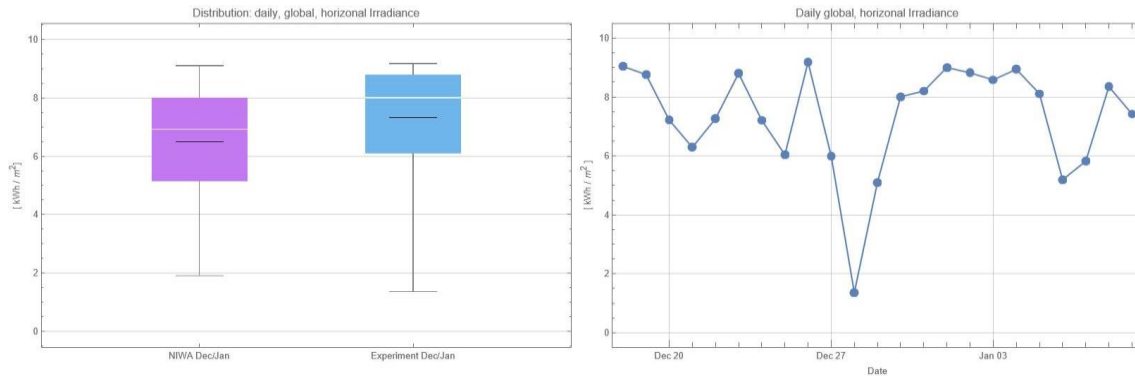 Distribution: daily, global, horizonal Irradiance
10
8
6
4
2
0
[ kWh / m² ]
NIWA Dec/Jan
Experiment Dec/Jan
Daily global, horizonal Irradiance
10
8
6
4
2
0
[ kWh / m² ]
Dec 20
Dec 27
Jan 03
Date